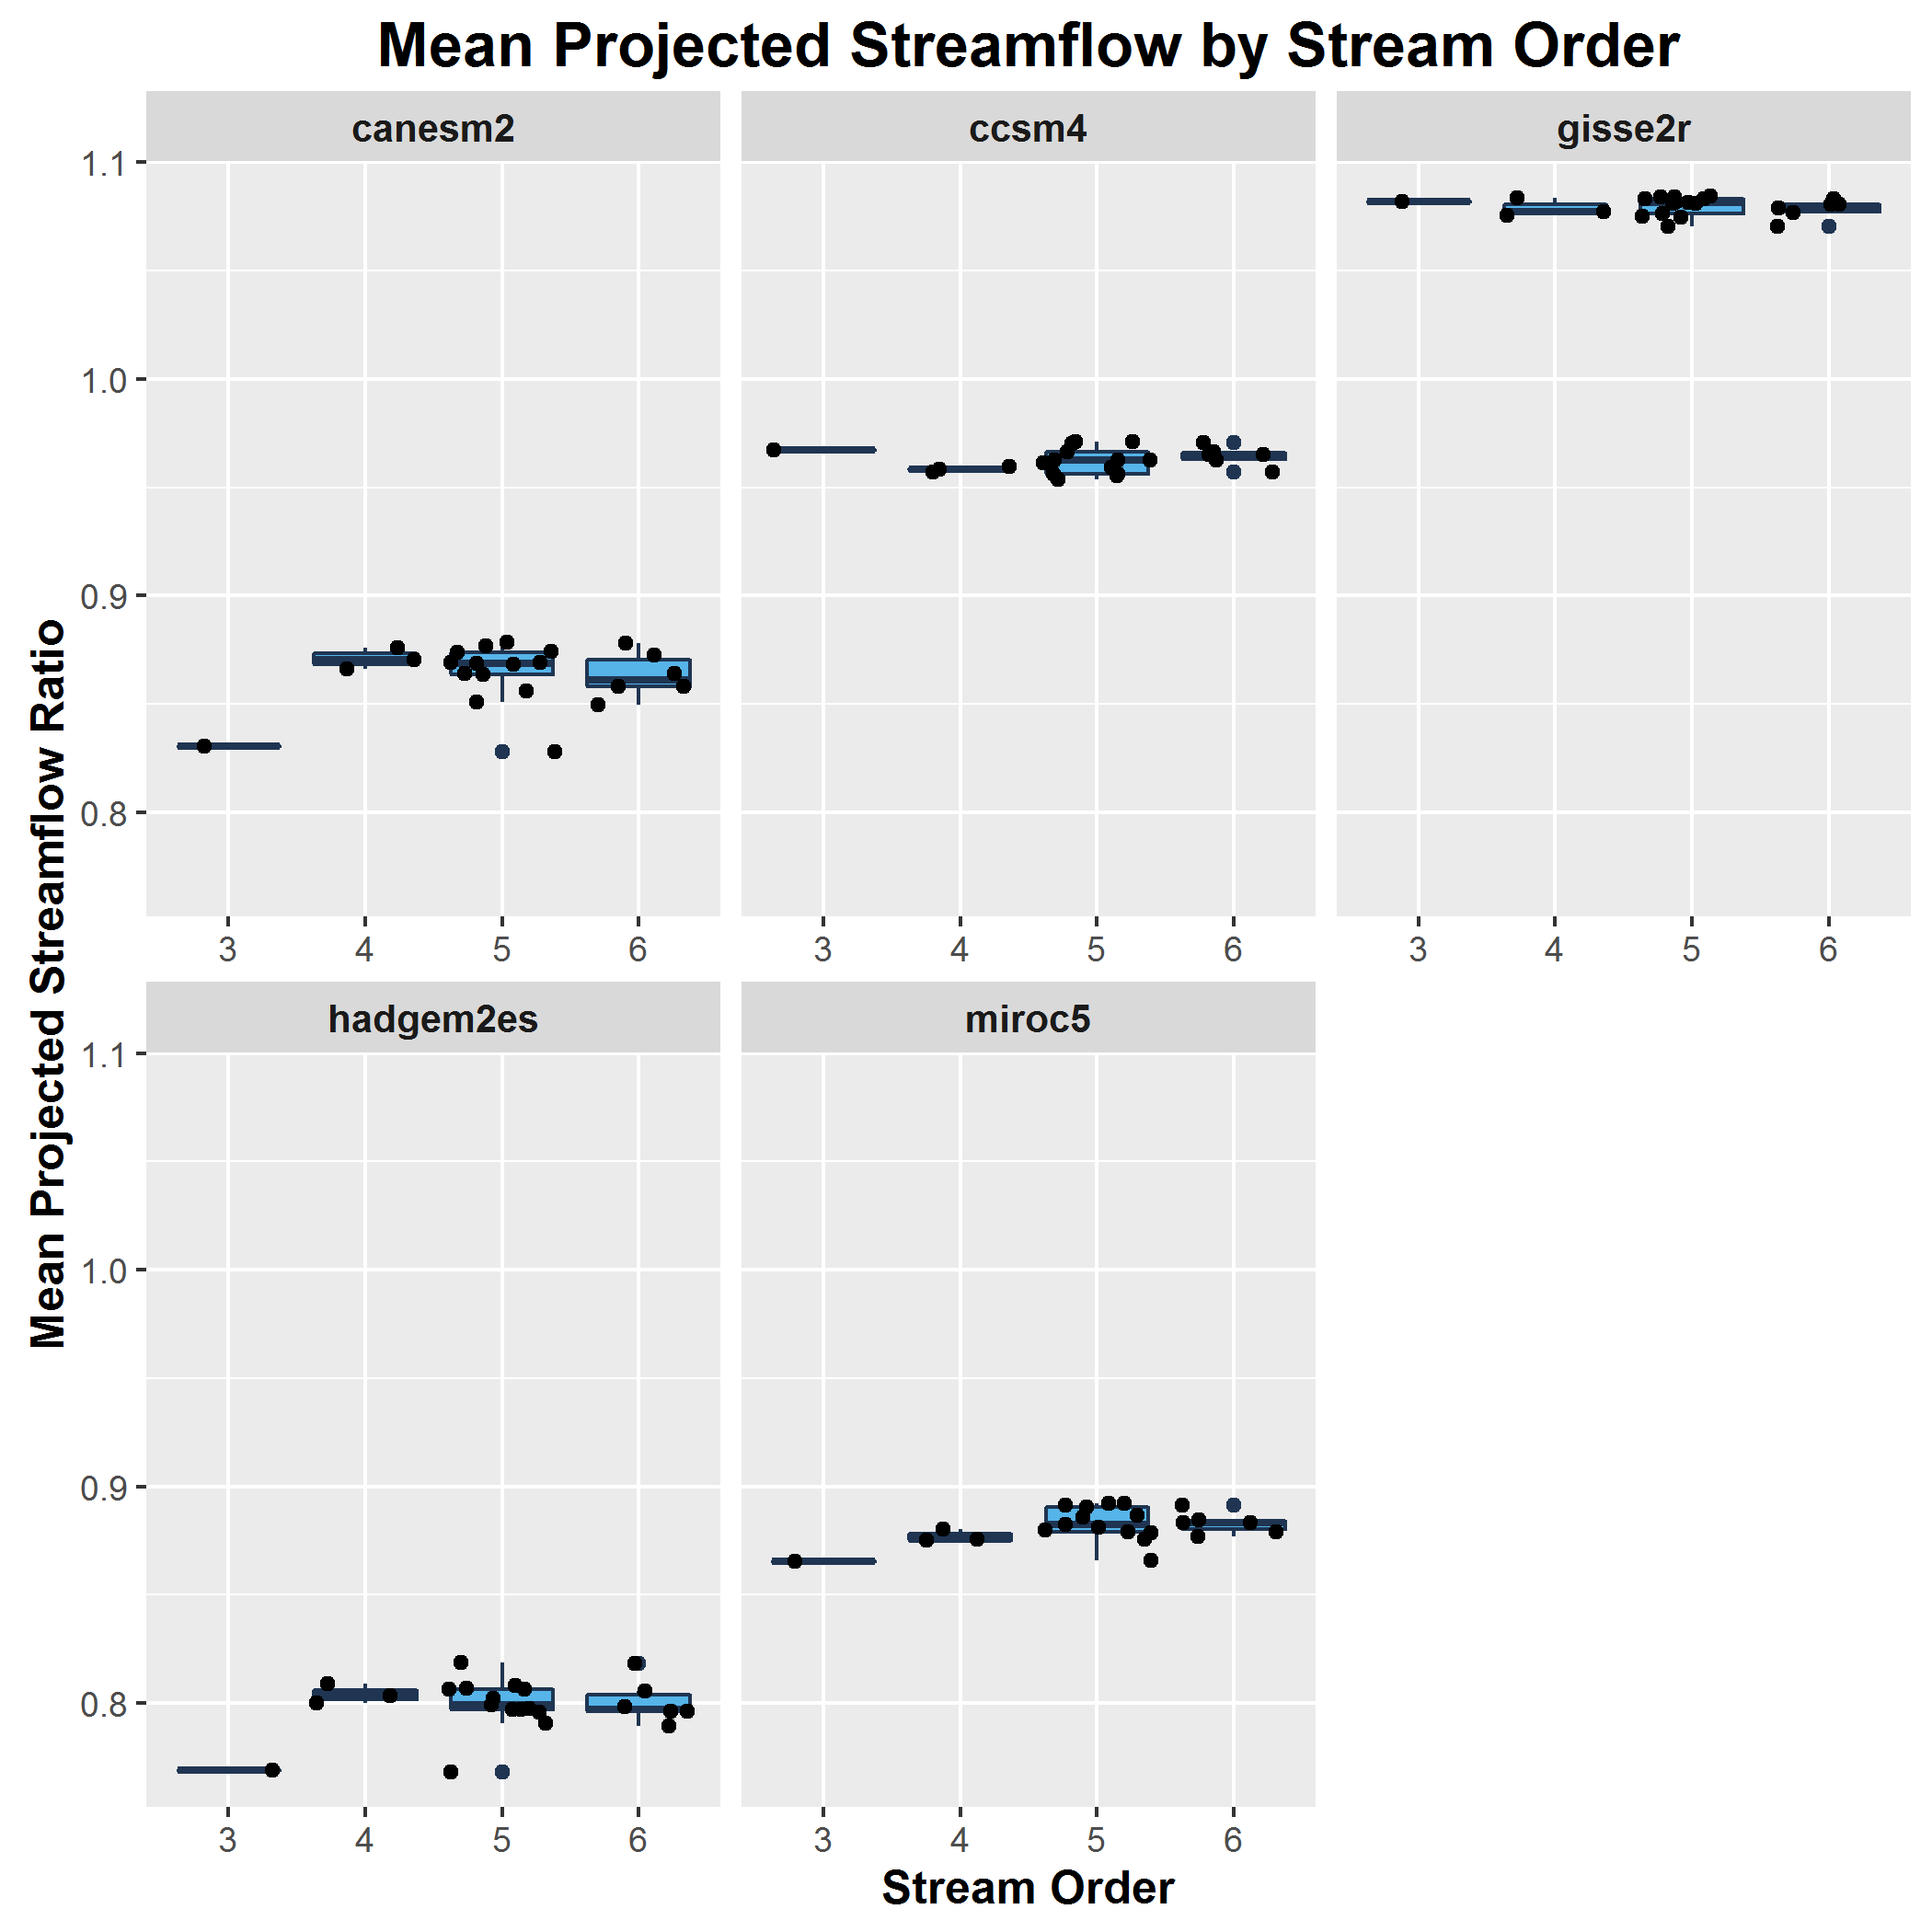 Mean Projected Streamflow by Stream Order
canesm2
ccsm4
gisse2r
1.1
1.0
0.9
0.8
3 4 5 6
3 4 5 6
3 4 5 6
Mean Projected Streamflow Ratio
hadgem2es
miroc5
1.1
1.0
0.9
0.8
3 4 5 6
3 4 5 6
Stream Order